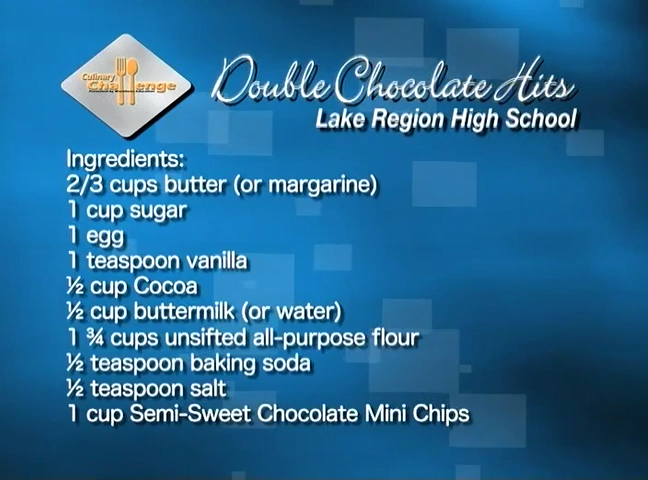 Culinary
Challenge
Double Chocolate Hits
Lake Region High School
Ingredients:
2/3 cups butter (or margarine)
1 cup sugar
1 egg
1 teaspoon vanilla
½ cup Cocoa
½ cup buttermilk (or water)
1 ¾ cups unsifted all-purpose flour
½ teaspoon baking soda
½ teaspoon salt
1 cup Semi-Sweet Chocolate Mini Chips